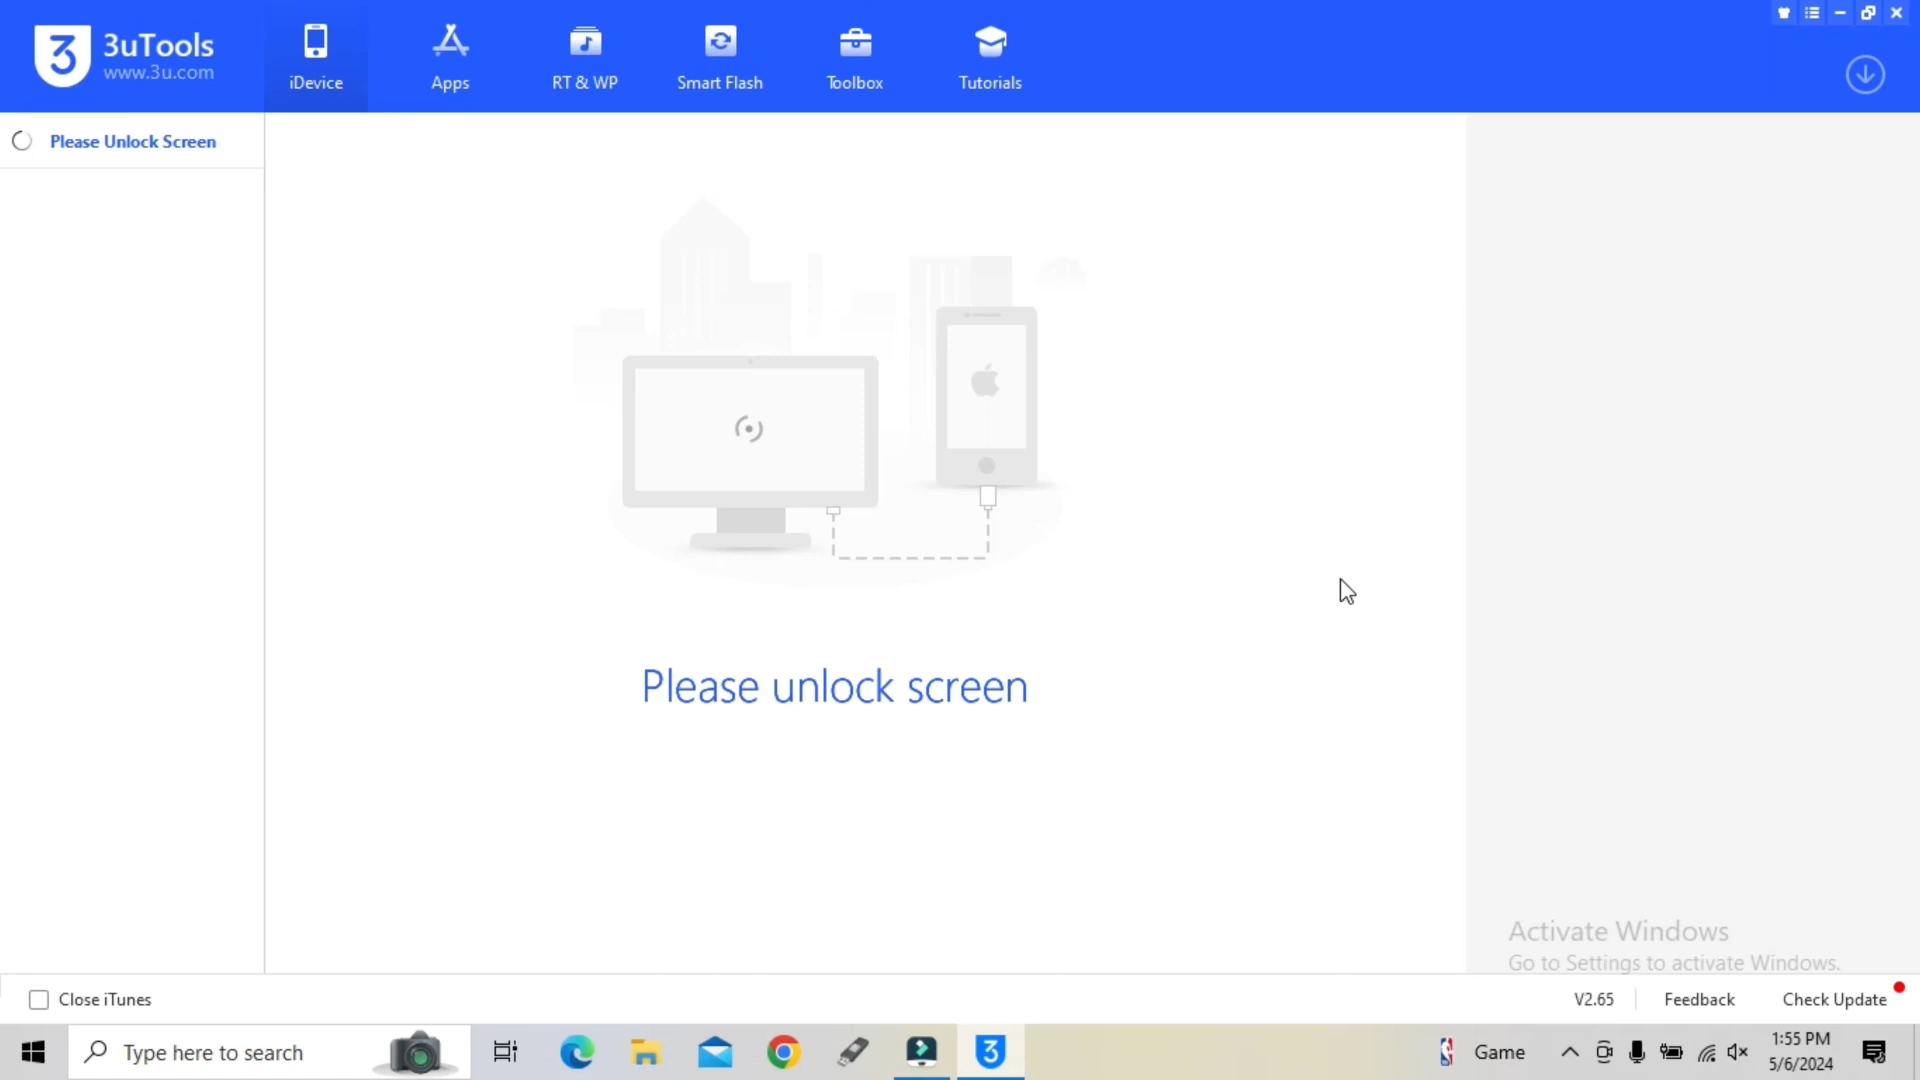 3uTools
www.3u.com
iDevice
Apps
RT & WP
Smart Flash
Toolbox
Tutorials
Please Unlock Screen
Please unlock screen
Activate Windows
Go to Settings to activate Windows.
Close iTunes
V2.65
Feedback
Check Update
Type here to search
Game
1:55 PM
5/6/2024